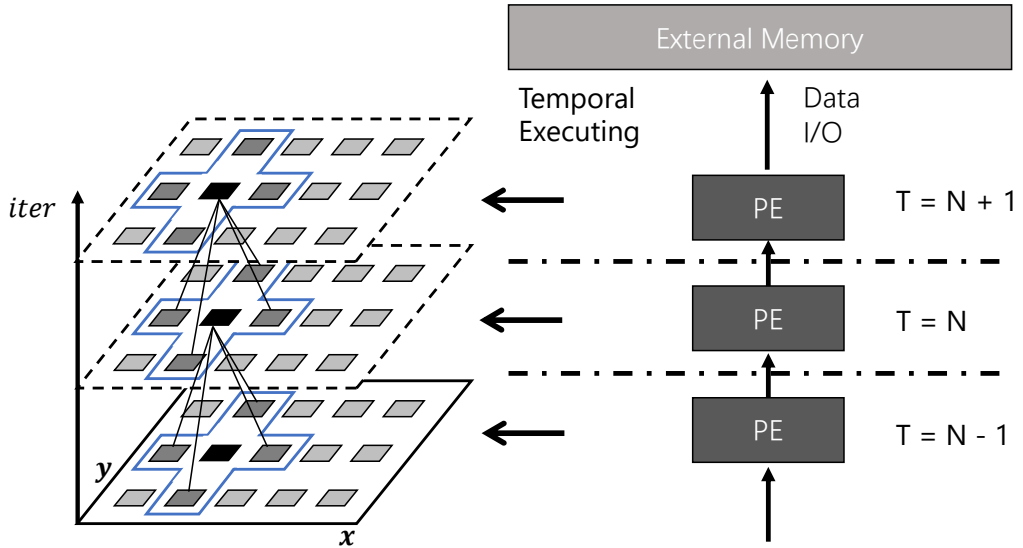 External Memory
Temporal
Executing
Data
I/O
iter
PE
T = N + 1
PE
T = N
PE
T = N - 1
y
x